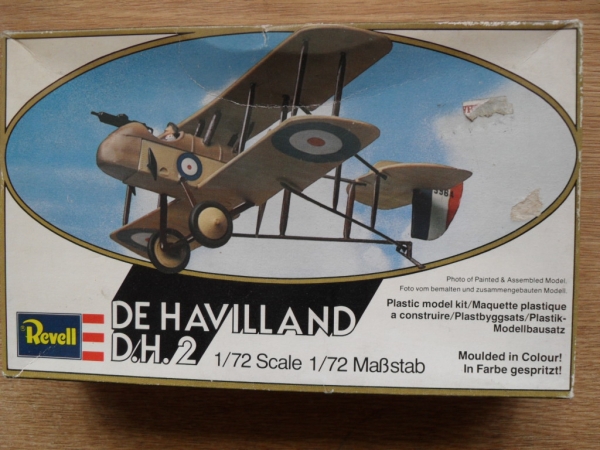 Photo of Painted & Assembled Model.
Foto vom bemalten und zusammengebauten Modell.
Plastic model kit/Maquette plastique
a construire/Plastbyggsats/Plastik-
Modellbausatz
Revell
DE HAVILLAND
D.H.2
1/72 Scale 1/72 Maßstab
Moulded in Colour!
In Farbe gespritzt!